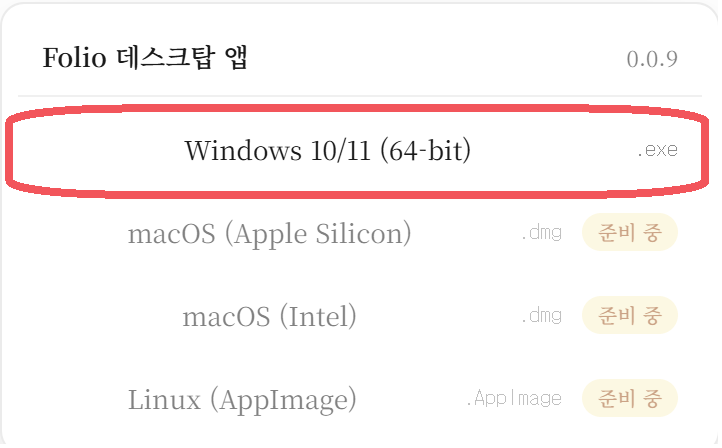 Folio 데스크탑 앱 0.0.9
Windows 10/11 (64-bit) .exe
macOS (Apple Silicon) .dmg 준비 중
macOS (Intel) .dmg 준비 중
Linux (AppImage) .AppImage 준비 중